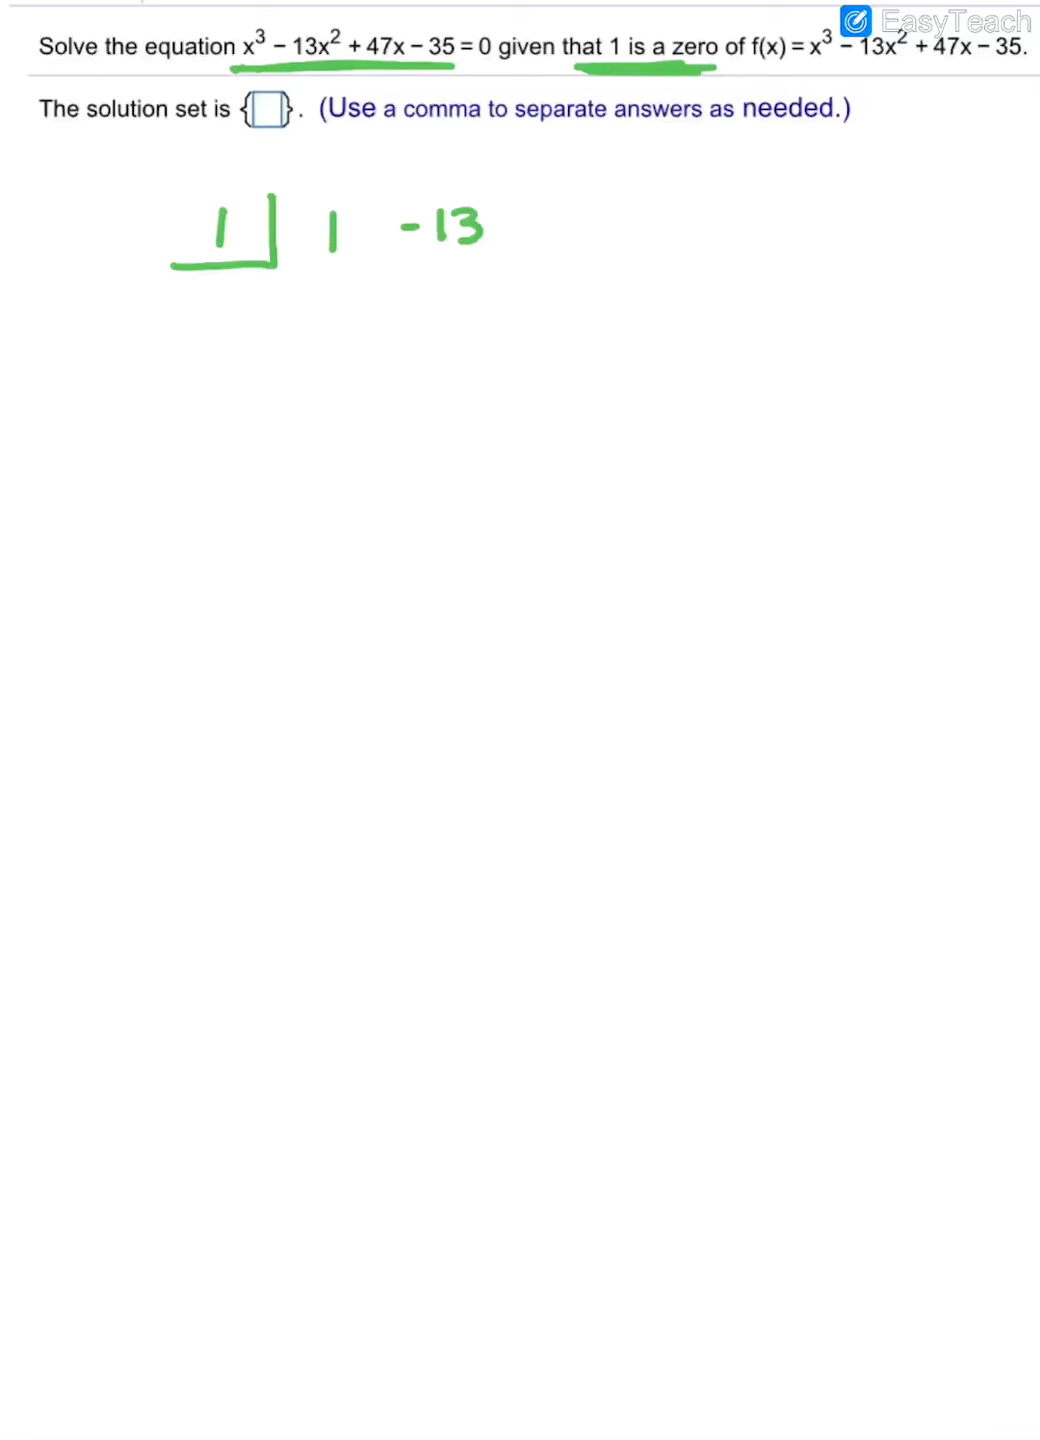 EasyTeach
Solve the equation x³ − 13x² + 47x − 35 = 0 given that 1 is a zero of f(x) = x³ − 13x² + 47x − 35.
The solution set is { }. (Use a comma to separate answers as needed.)
1 | 1 -13